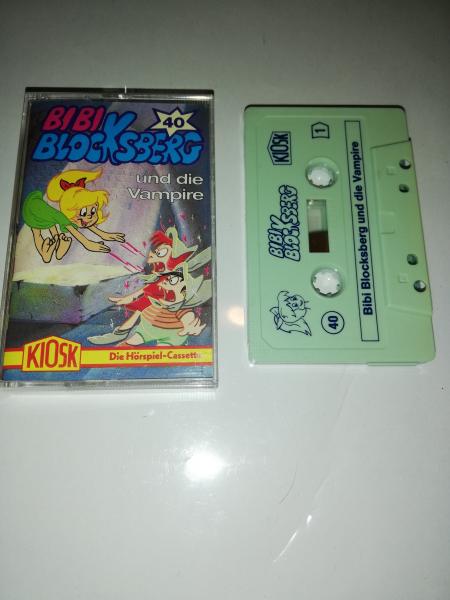 BIBI
BLOCKSBERG
40
und die
Vampire
KIOSK
Die Hörspiel-Cassette
KIOSK
1
BIBI
BLOCKSBERG
40
Bibi Blocksberg und die Vampire